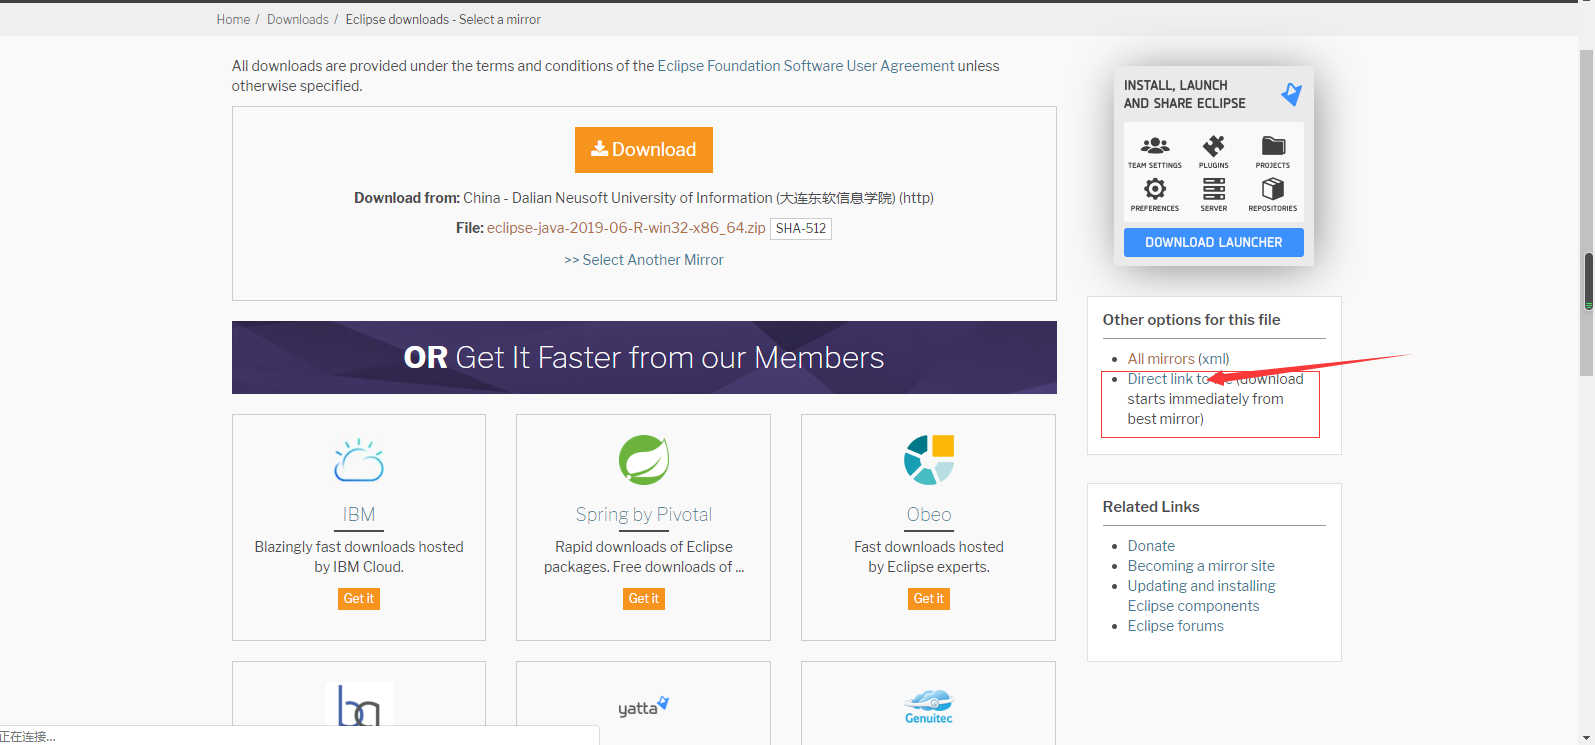 Home / Downloads / Eclipse downloads - Select a mirror
All downloads are provided under the terms and conditions of the Eclipse Foundation Software User Agreement unless
otherwise specified.
Download
Download from: China - Dalian Neusoft University of Information (大连东软信息学院) (http)
File: eclipse-java-2019-06-R-win32-x86_64.zip SHA-512
>> Select Another Mirror
OR Get It Faster from our Members
IBM
Blazingly fast downloads hosted
by IBM Cloud.
Get it
Spring by Pivotal
Rapid downloads of Eclipse
packages. Free downloads of ...
Get it
Obeo
Fast downloads hosted
by Eclipse experts.
Get it
yatta
Genuitec
INSTALL, LAUNCH
AND SHARE ECLIPSE
TEAM SETTINGS PLUGINS PROJECTS
PREFERENCES SERVER REPOSITORIES
DOWNLOAD LAUNCHER
Other options for this file
All mirrors (xml)
Direct link to (download
starts immediately from
best mirror)
Related Links
Donate
Becoming a mirror site
Updating and installing
Eclipse components
Eclipse forums
正在连接...